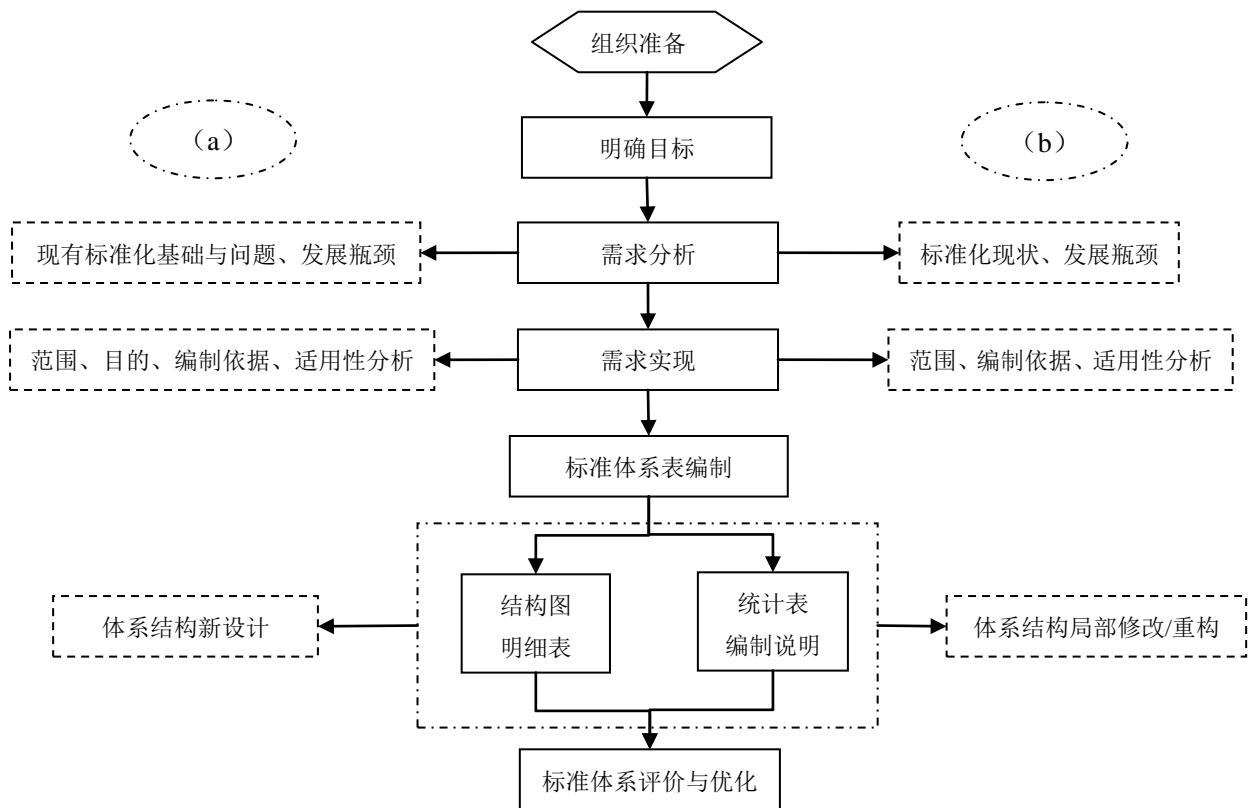 组织准备
（a）
明确目标
（b）
现有标准化基础与问题、发展瓶颈
需求分析
标准化现状、发展瓶颈
范围、目的、编制依据、适用性分析
需求实现
范围、编制依据、适用性分析
标准体系表编制
体系结构新设计
结构图
明细表
统计表
编制说明
体系结构局部修改/重构
标准体系评价与优化